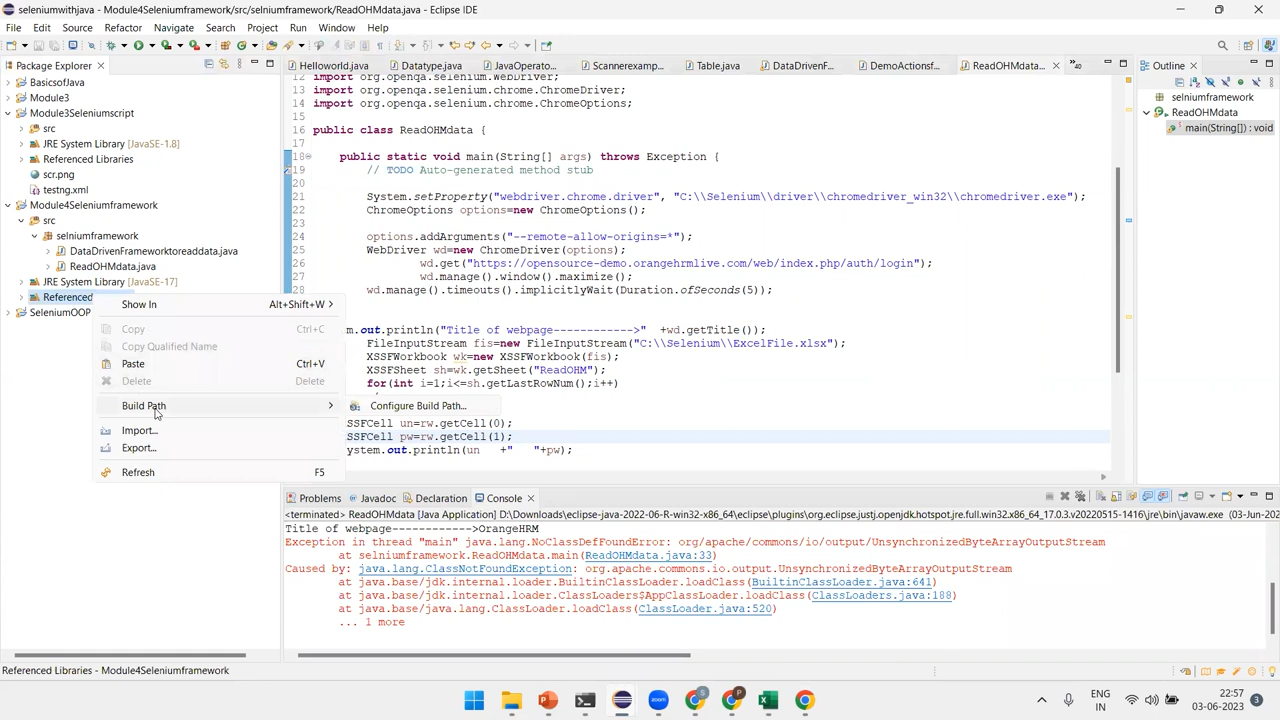 seleniumwithjava - Module4Seleniumframework/src/selniumframework/ReadOHMdata.java - Eclipse IDE
File Edit Source Refactor Navigate Search Project Run Window Help
Package Explorer
BasicsofJava
Module3
Module3Seleniumscript
src
JRE System Library [JavaSE-1.8]
Referenced Libraries
scr.png
testng.xml
Module4Seleniumframework
src
selniumframework
DataDrivenFrameworktoreaddata.java
ReadOHMdata.java
JRE System Library [JavaSE-17]
Referenced
SeleniumOOP
Show In Alt+Shift+W >
Copy Ctrl+C
Copy Qualified Name
Paste Ctrl+V
Delete Delete
Build Path >
Configure Build Path...
Import...
Export...
Refresh F5
Helloworld.java Datatype.java JavaOperato... Scannerexamp... Table.java DataDrivenF... DemoActionsf... ReadOHMdata... »40
12 import org.openqa.selenium.WebDriver;
13 import org.openqa.selenium.chrome.ChromeDriver;
14 import org.openqa.selenium.chrome.ChromeOptions;
15
16 public class ReadOHMdata {
17
18 public static void main(String[] args) throws Exception {
19 // TODO Auto-generated method stub
20
21 System.setProperty("webdriver.chrome.driver", "C:\\Selenium\\driver\\chromedriver_win32\\chromedriver.exe");
22 ChromeOptions options=new ChromeOptions();
23
24 options.addArguments("--remote-allow-origins=*");
25 WebDriver wd=new ChromeDriver(options);
26 wd.get("https://opensource-demo.orangehrmlive.com/web/index.php/auth/login");
27 wd.manage().window().maximize();
28 wd.manage().timeouts().implicitlyWait(Duration.ofSeconds(5));
m.out.println("Title of webpage------------>" +wd.getTitle());
FileInputStream fis=new FileInputStream("C:\\Selenium\\ExcelFile.xlsx");
XSSFWorkbook wk=new XSSFWorkbook(fis);
XSSFSheet sh=wk.getSheet("ReadOHM");
for(int i=1;i<=sh.getLastRowNum();i++)
SSFCell un=rw.getCell(0);
SSFCell pw=rw.getCell(1);
ystem.out.println(un +" "+pw);
Outline
selniumframework
ReadOHMdata
main(String[]) : void
Problems Javadoc Declaration Console
<terminated> ReadOHMdata [Java Application] D:\Downloads\eclipse-java-2022-06-R-win32-x86_64\eclipse\plugins\org.eclipse.justj.openjdk.hotspot.jre.full.win32.x86_64_17.0.3.v20220515-1416\jre\bin\javaw.exe (03-Jun-202
Title of webpage------------>OrangeHRM
Exception in thread "main" java.lang.NoClassDefFoundError: org/apache/commons/io/output/UnsynchronizedByteArrayOutputStream
at selniumframework.ReadOHMdata.main(ReadOHMdata.java:33)
Caused by: java.lang.ClassNotFoundException: org.apache.commons.io.output.UnsynchronizedByteArrayOutputStream
at java.base/jdk.internal.loader.BuiltinClassLoader.loadClass(BuiltinClassLoader.java:641)
at java.base/jdk.internal.loader.ClassLoaders$AppClassLoader.loadClass(ClassLoaders.java:188)
at java.base/java.lang.ClassLoader.loadClass(ClassLoader.java:520)
... 1 more
Referenced Libraries - Module4Seleniumframework
zoom
S
P
ENG
IN
22:57
03-06-2023
3